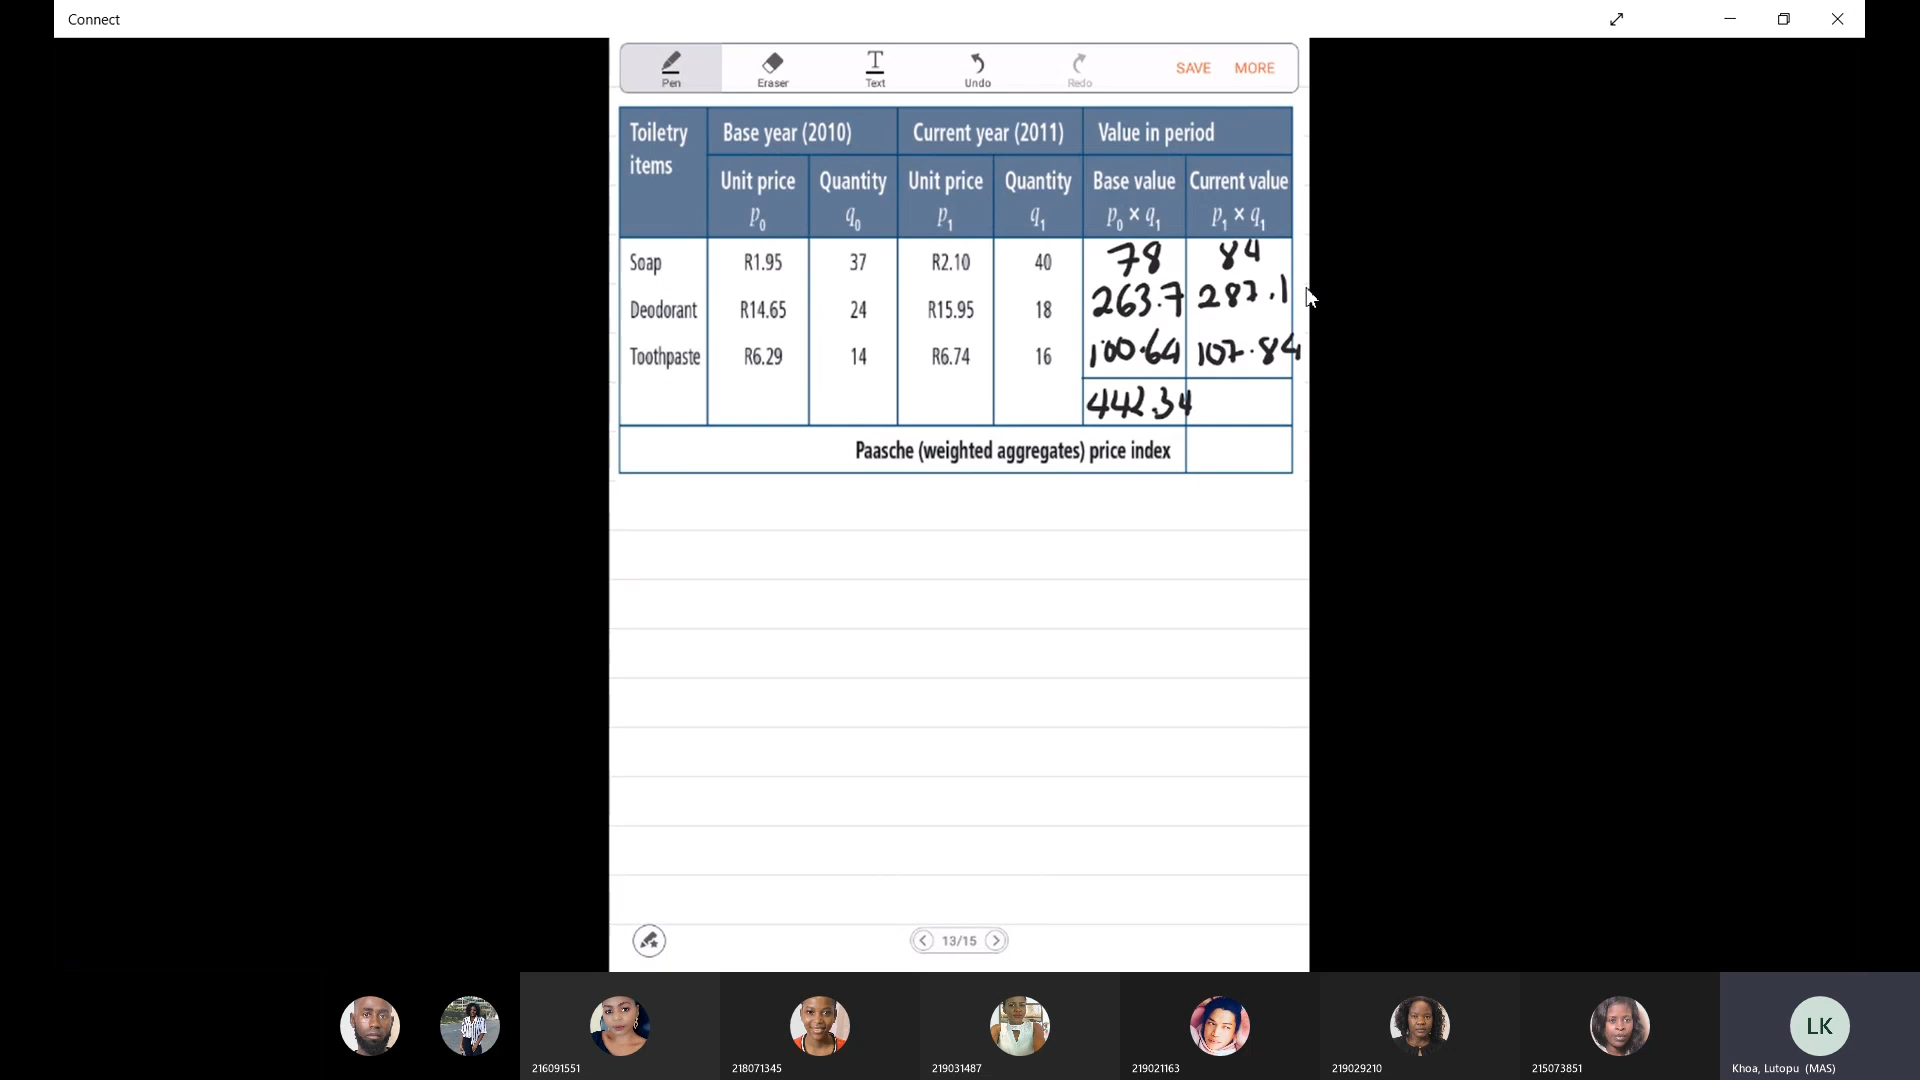 Connect
Pen Eraser Text Undo Redo SAVE MORE
Toiletry items Base year (2010) Current year (2011) Value in period
Unit price Quantity Unit price Quantity Base value Current value
p₀ q₀ p₁ q₁ p₀ × q₁ p₁ × q₁
Soap R1.95 37 R2.10 40 78 84
Deodorant R14.65 24 R15.95 18 263.7 287.1
Toothpaste R6.29 14 R6.74 16 100.64 107.84
442.34
Paasche (weighted aggregates) price index
13/15
LK
216091551 218071345 219031487 219021163 219029210 215073851 Khoa, Lutopu (MAS)